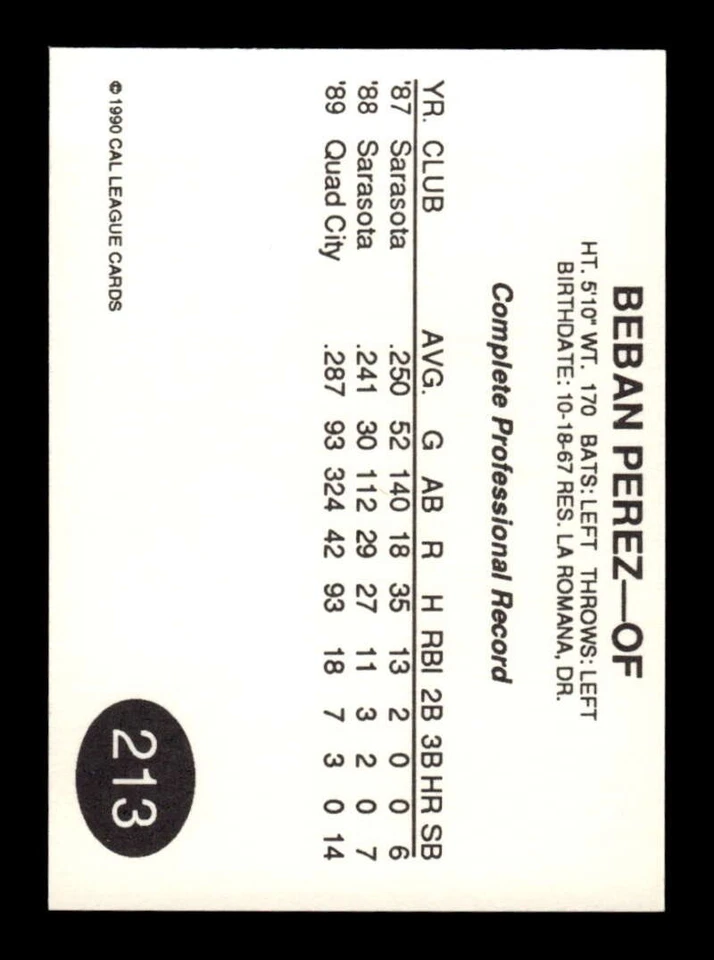 BEBAN PEREZ—OF
HT. 5'10" WT. 170 BATS: LEFT THROWS: LEFT
BIRTHDATE: 10-18-67 RES. LA ROMANA, DR.
Complete Professional Record
YR. CLUB AVG. G AB R H RBI 2B 3B HR SB
'87 Sarasota .250 52 140 18 35 13 2 0 0 6
'88 Sarasota .241 30 112 29 27 11 3 2 0 7
'89 Quad City .287 93 324 42 93 18 7 3 0 14
© 1990 CAL LEAGUE CARDS
213